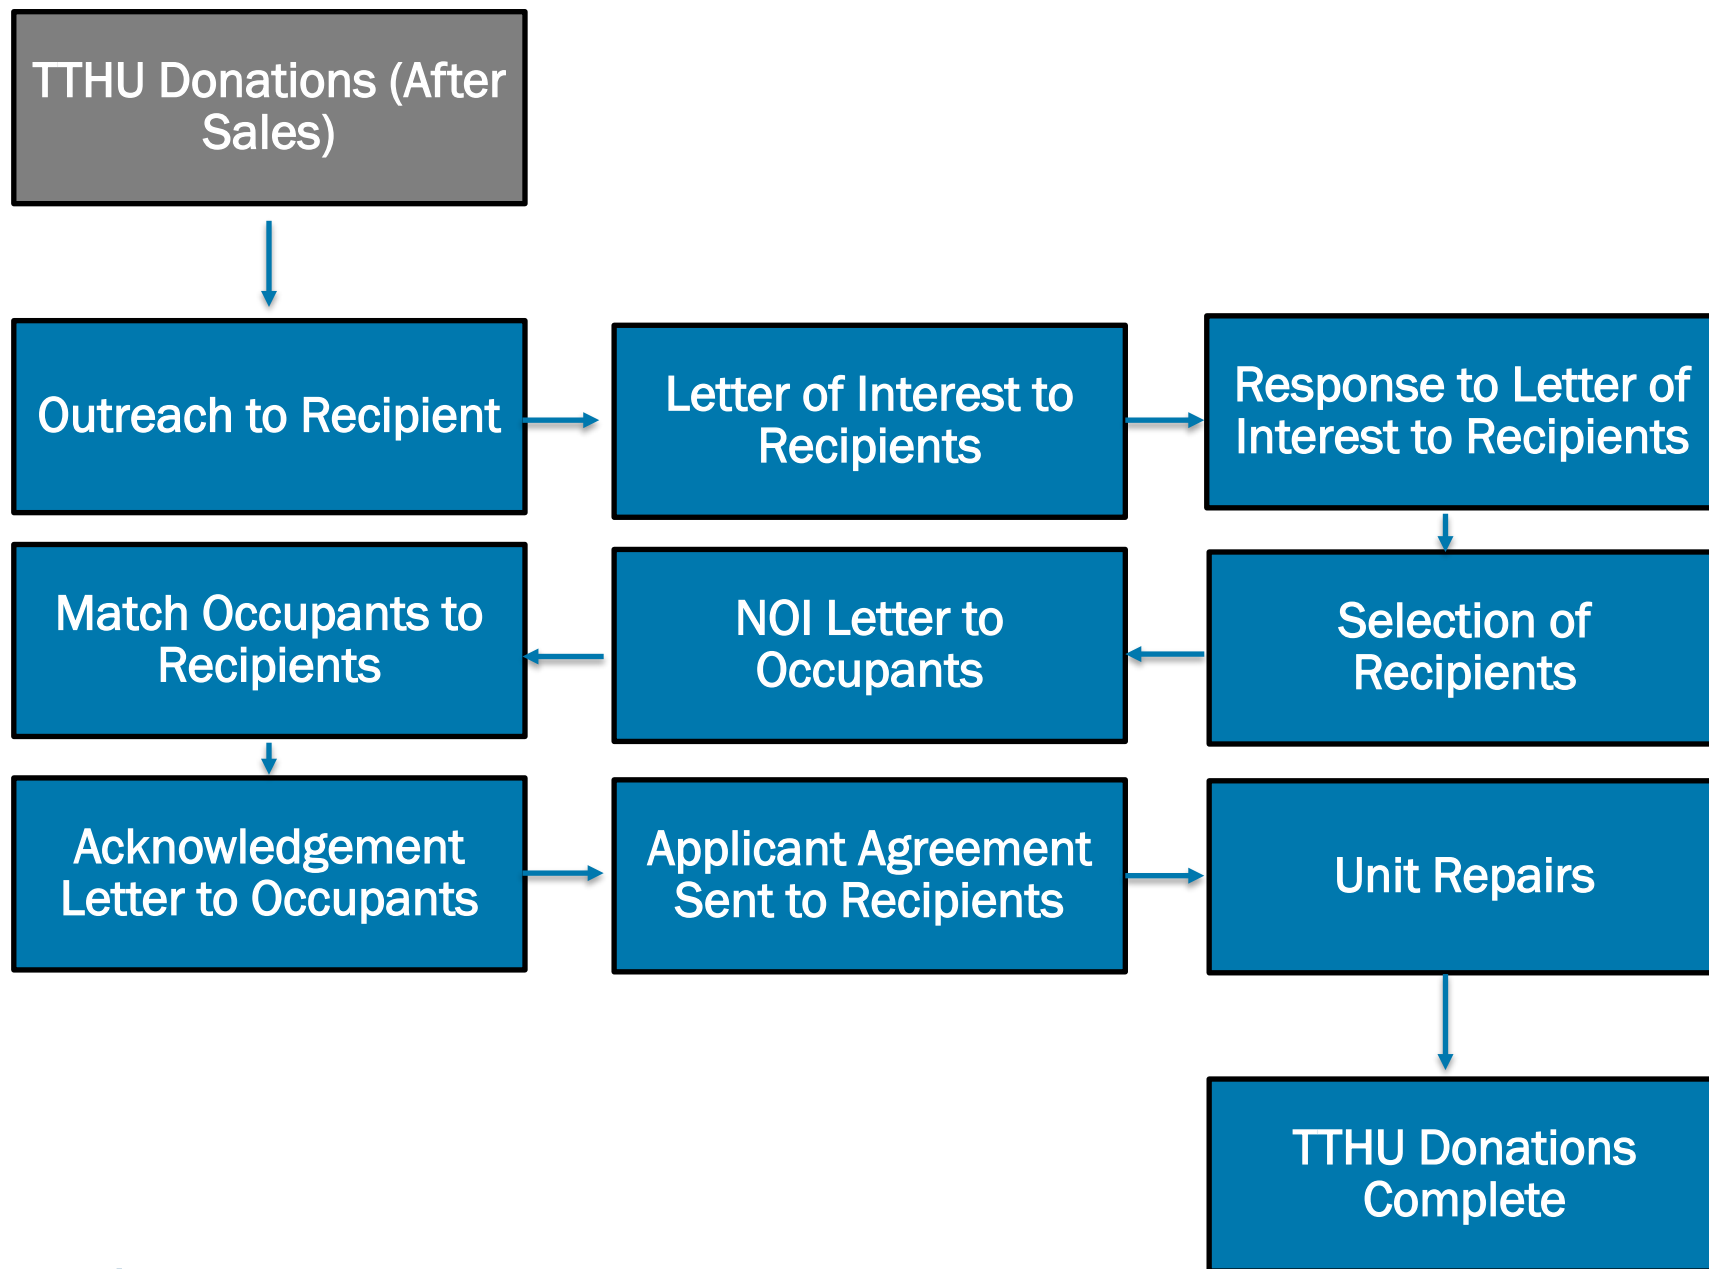 TTHU Donations (After
Sales)
Outreach to Recipient
Letter of Interest to
Recipients
Response to Letter of
Interest to Recipients
Selection of
Recipients
NOI Letter to
Occupants
Match Occupants to
Recipients
Acknowledgement
Letter to Occupants
Applicant Agreement
Sent to Recipients
Unit Repairs
TTHU Donations
Complete